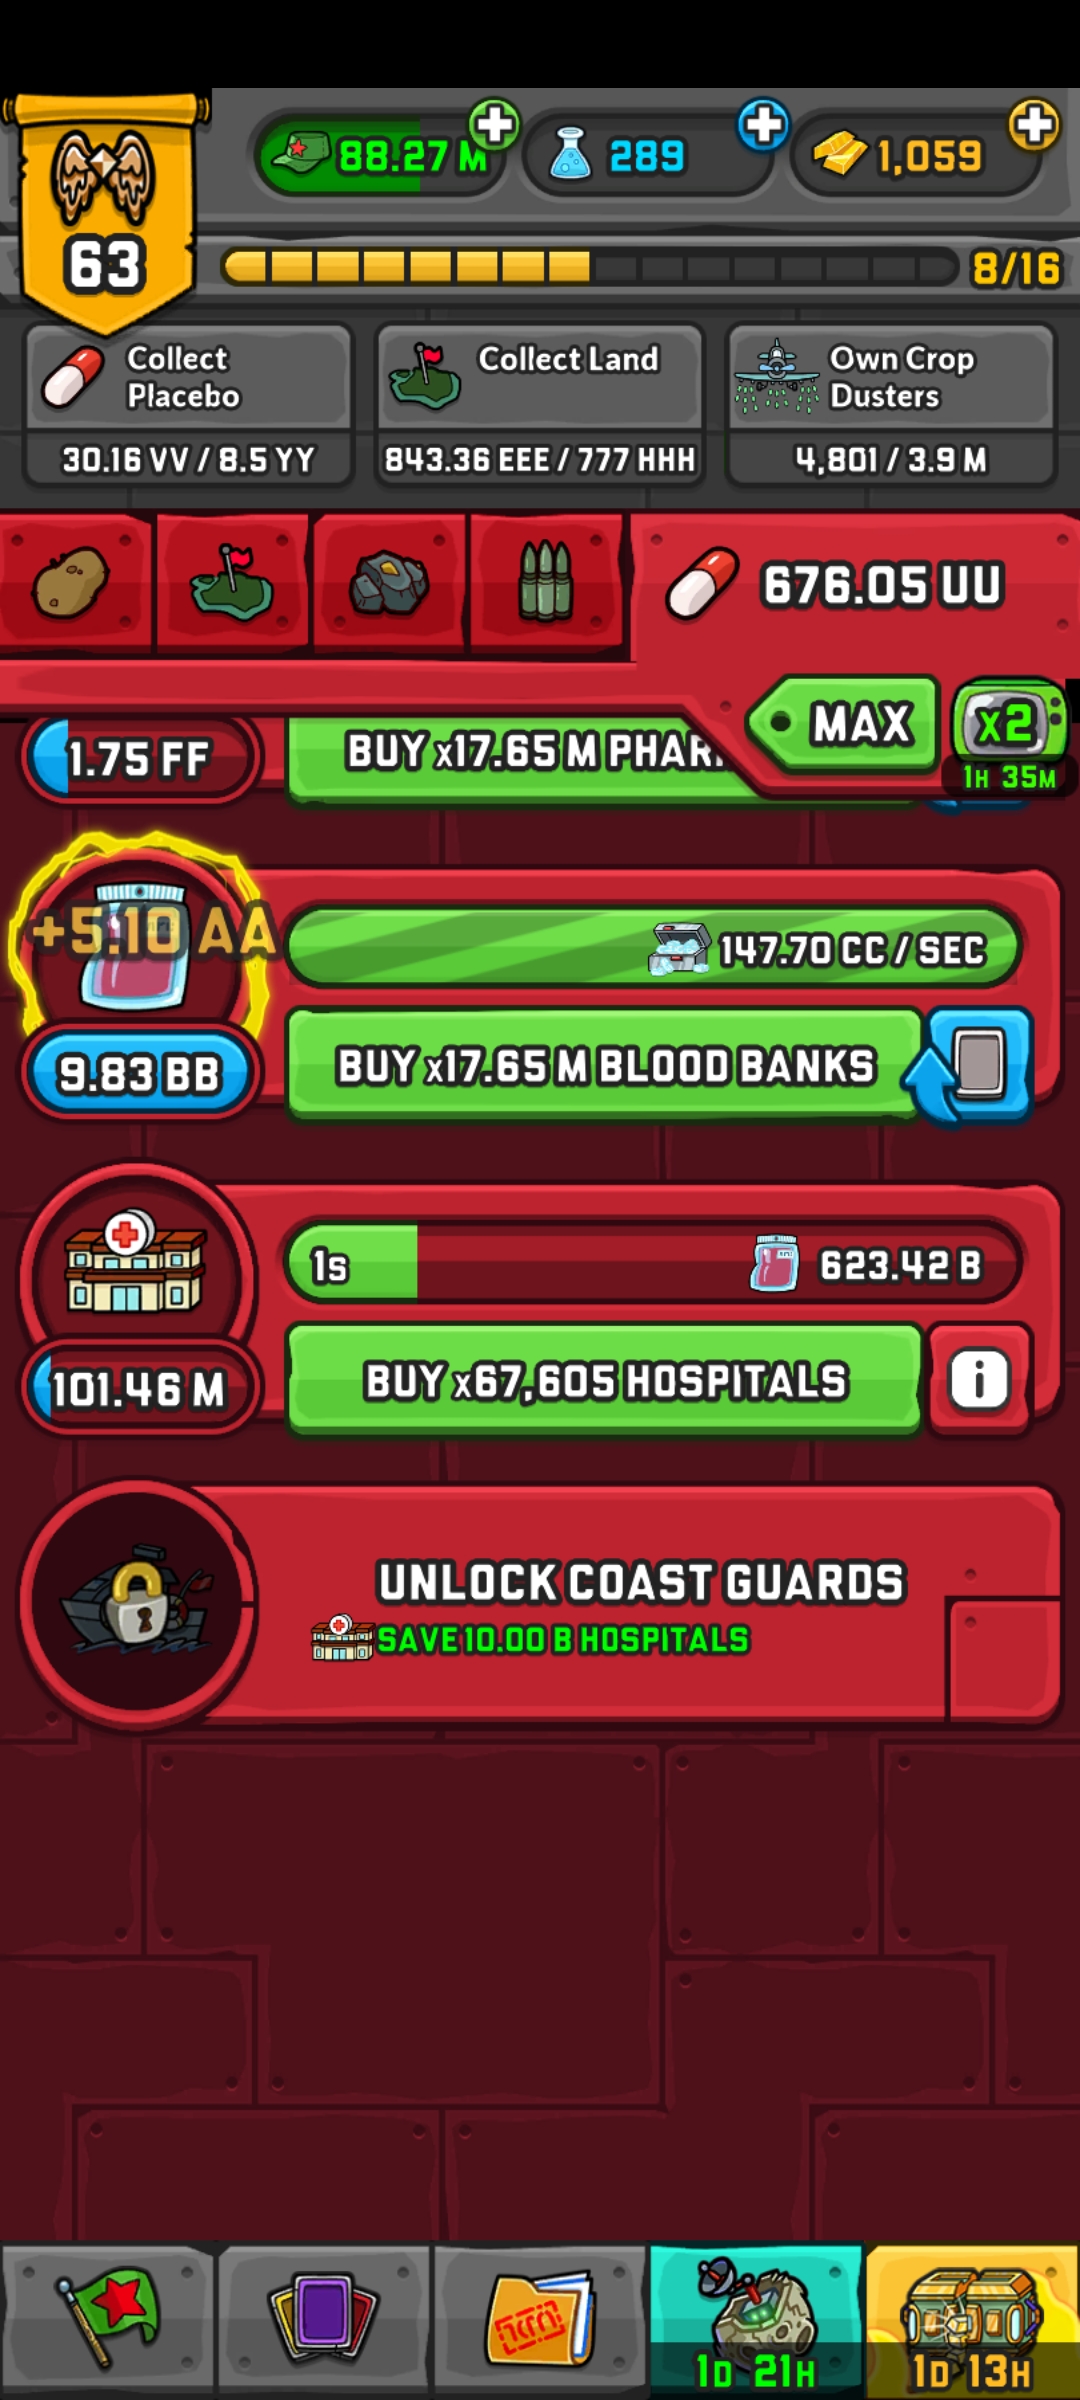 88.27 M
289
1,059
63
8/16
Collect
Placebo
30.16 VV / 8.5 YY
Collect Land
843.36 EEE / 777 HHH
Own Crop
Dusters
4,801 / 3.9 M
676.05 UU
MAX
x2
1H 35M
1.75 FF
BUY x17.65 M PHAR
+5.10 AA
147.70 CC / SEC
9.83 BB
BUY x17.65 M BLOOD BANKS
1s
623.42 B
101.46 M
BUY x67,605 HOSPITALS
i
UNLOCK COAST GUARDS
SAVE 10.00 B HOSPITALS
1D 21H
1D 13H